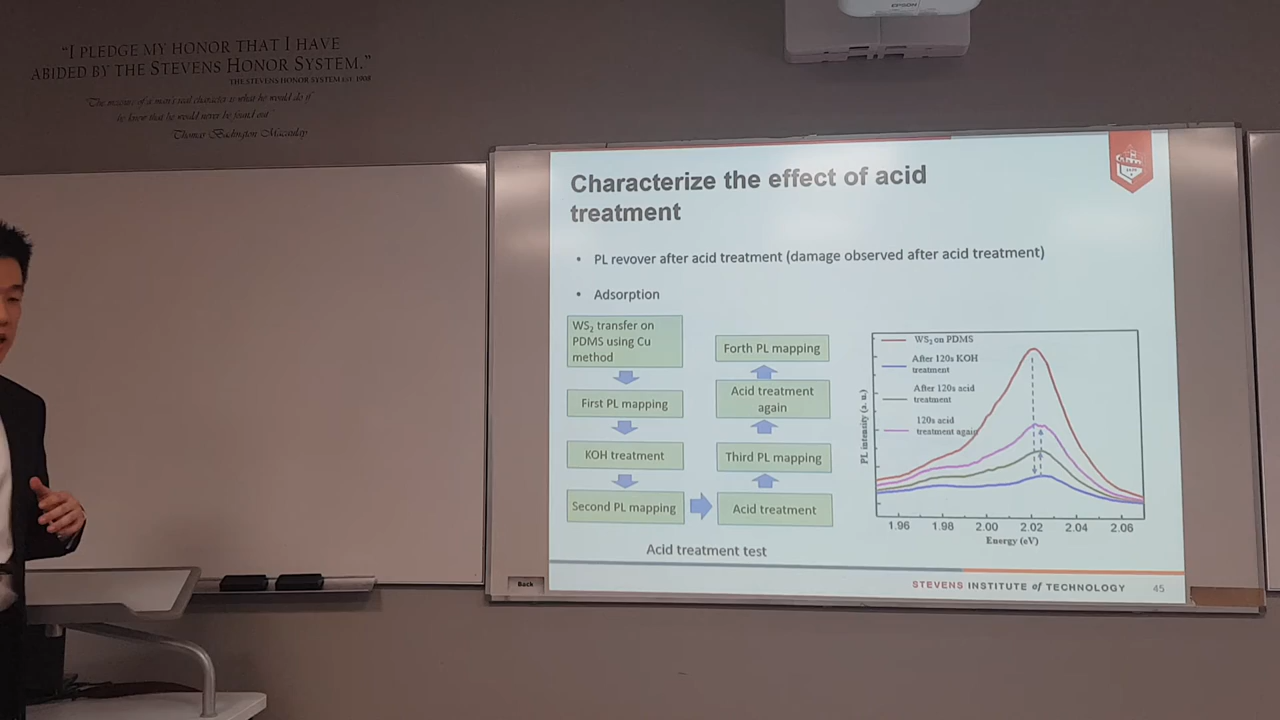 “I PLEDGE MY HONOR THAT I HAVE
ABIDED BY THE STEVENS HONOR SYSTEM.”
THE STEVENS HONOR SYSTEM Est. 1908
"The measure of a man's real character is what he would do if
he knew that he would never be found out"
Thomas Babington Macaulay
EPSON
Characterize the effect of acid
treatment
• PL revover after acid treatment (damage observed after acid treatment)
• Adsorption
WS₂ transfer on
PDMS using Cu
method
First PL mapping
KOH treatment
Second PL mapping
Acid treatment
Third PL mapping
Acid treatment
again
Forth PL mapping
Acid treatment test
WS₂ on PDMS
After 120s KOH
treatment
After 120s acid
treatment
120s acid
treatment again
PL intensity (a. u.)
1.96 1.98 2.00 2.02 2.04 2.06
Energy (eV)
Back
STEVENS INSTITUTE of TECHNOLOGY 45